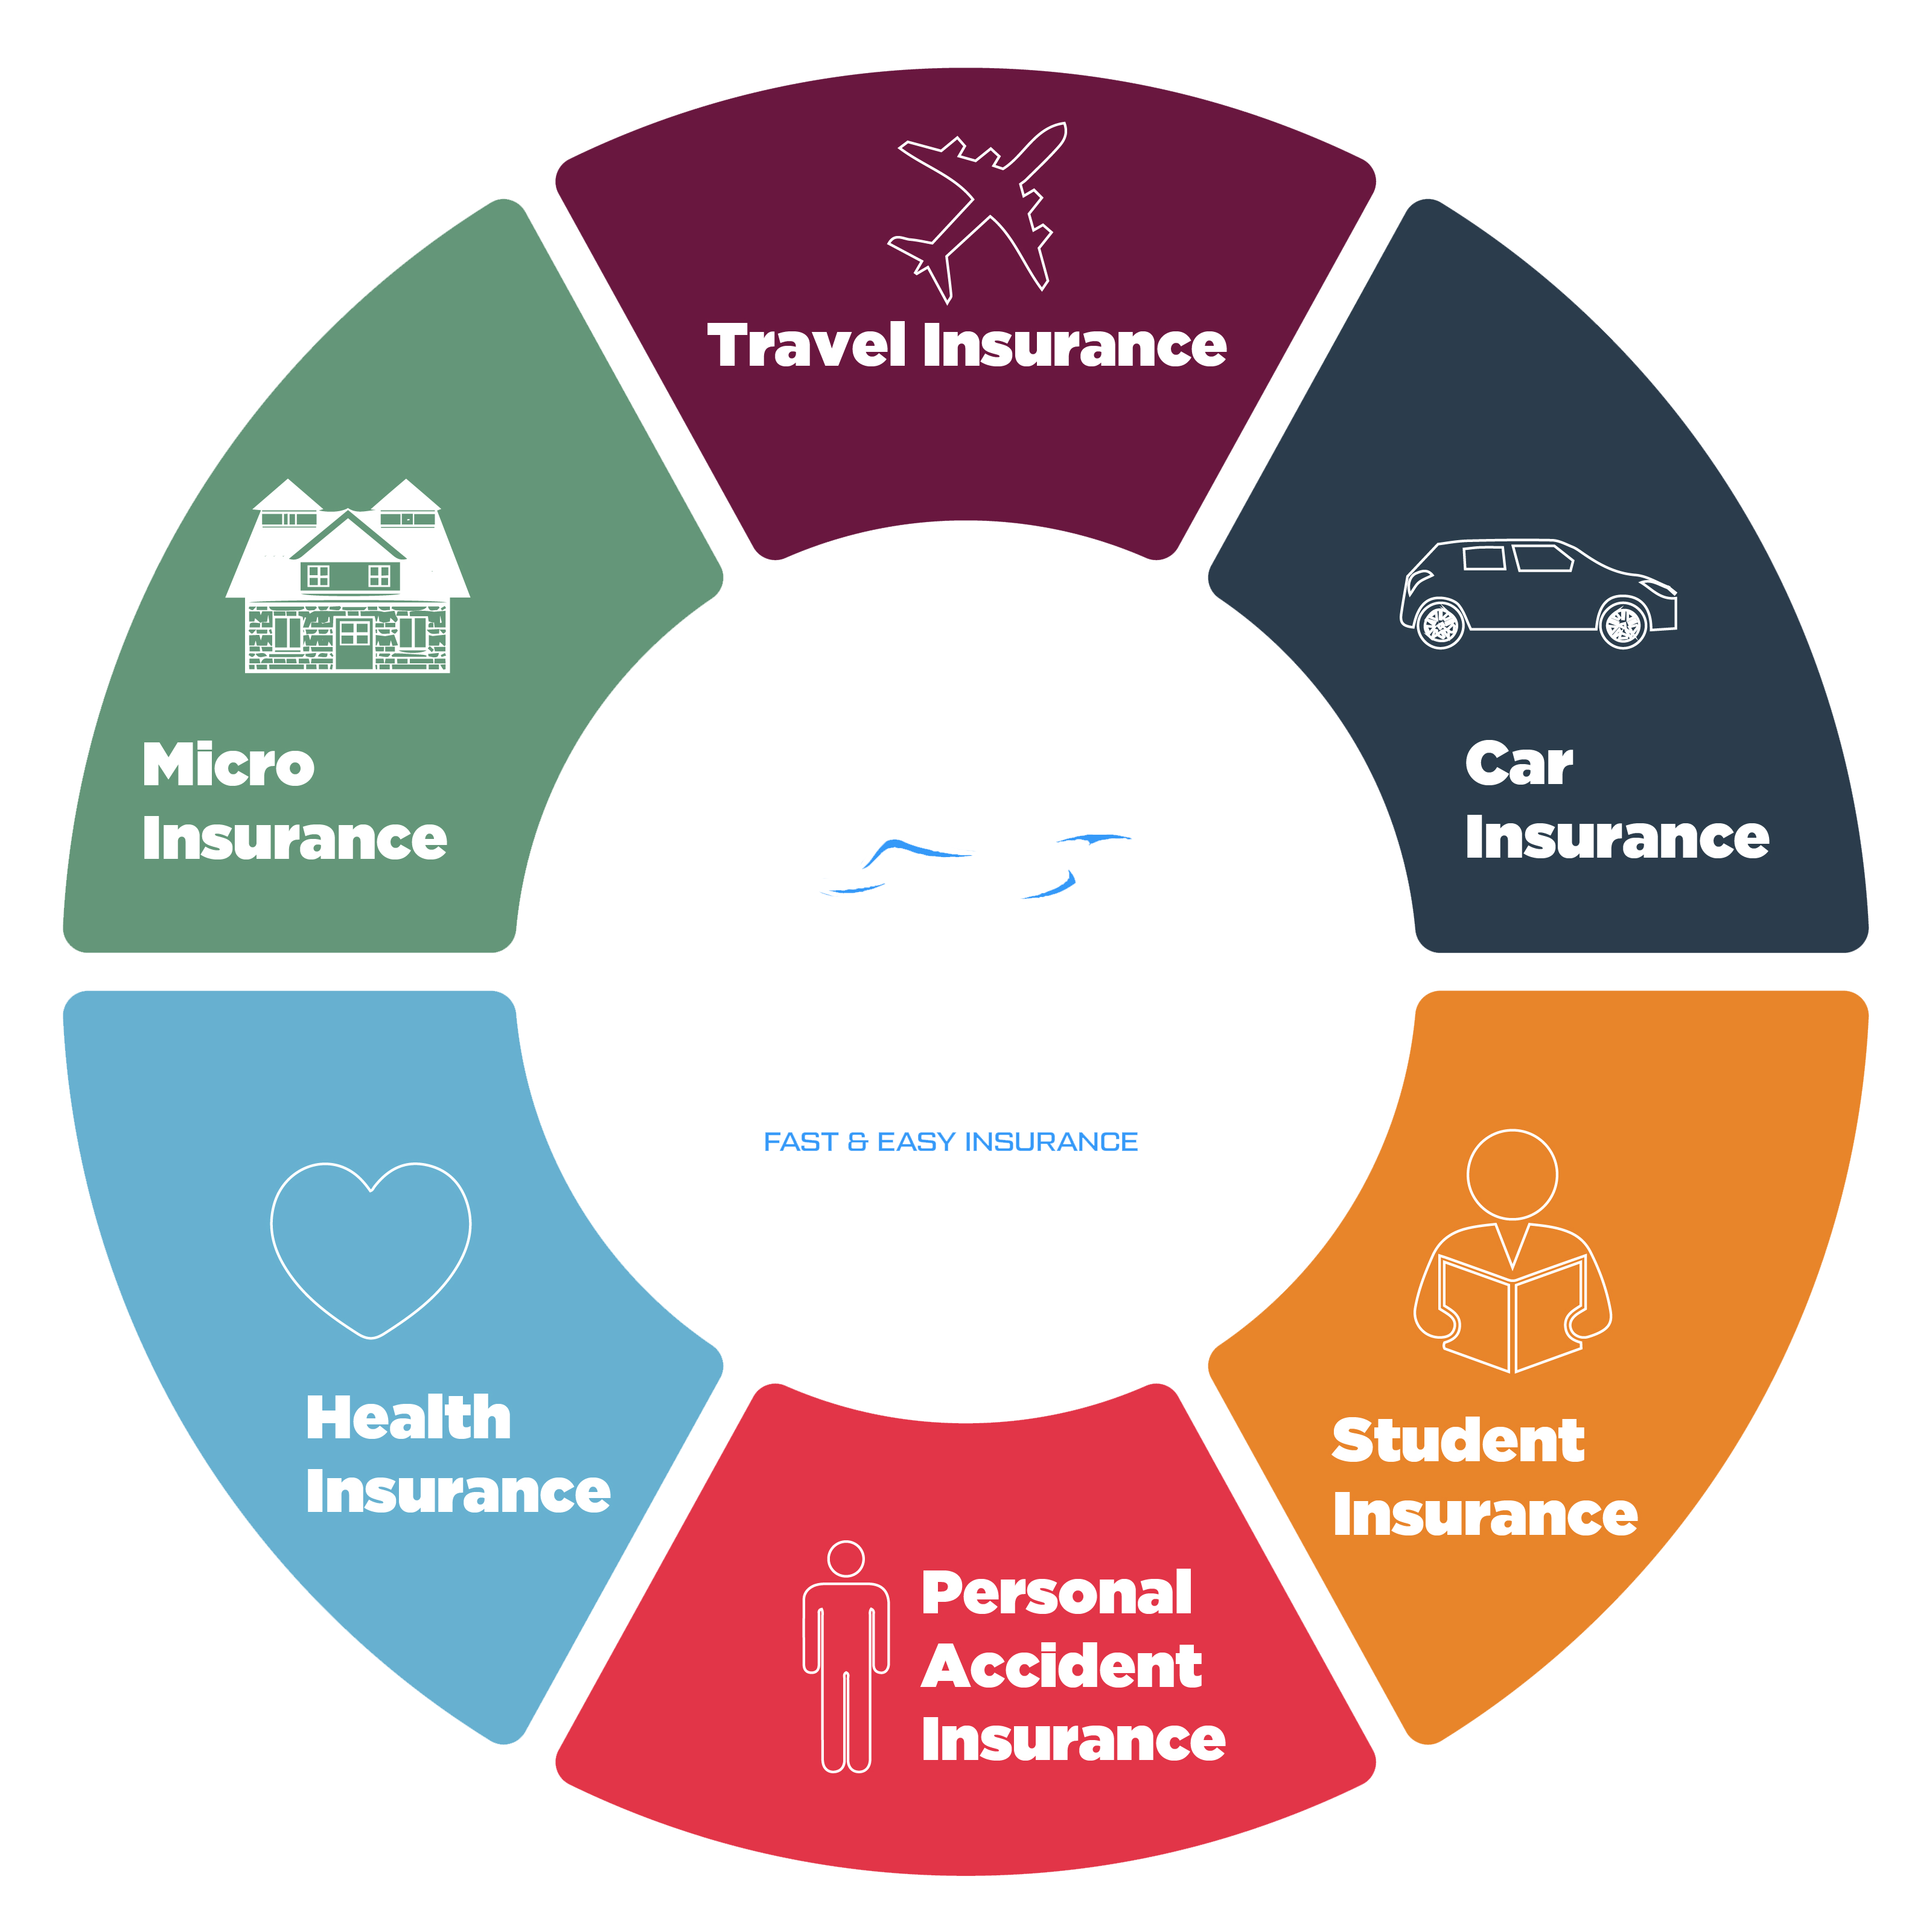 Travel Insurance
Car
Insurance
Student
Insurance
Personal
Accident
Insurance
Health
Insurance
Micro
Insurance
FAST & EASY INSURANCE